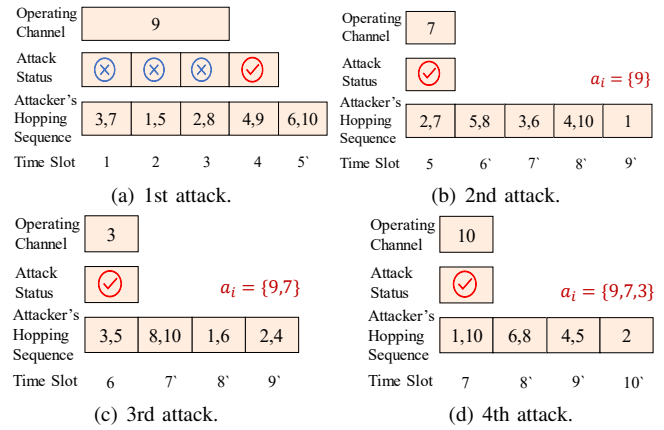 Operating
Channel
9
Attack
Status
Attacker's
Hopping
Sequence
3,7 1,5 2,8 4,9 6,10
Time Slot 1 2 3 4 5`
(a) 1st attack.
Operating
Channel
7
Attack
Status
a_i = {9}
Attacker's
Hopping
Sequence
2,7 5,8 3,6 4,10 1
Time Slot 5 6` 7` 8` 9`
(b) 2nd attack.
Operating
Channel
3
Attack
Status
a_i = {9,7}
Attacker's
Hopping
Sequence
3,5 8,10 1,6 2,4
Time Slot 6 7` 8` 9`
(c) 3rd attack.
Operating
Channel
10
Attack
Status
a_i = {9,7,3}
Attacker's
Hopping
Sequence
1,10 6,8 4,5 2
Time Slot 7 8` 9` 10`
(d) 4th attack.